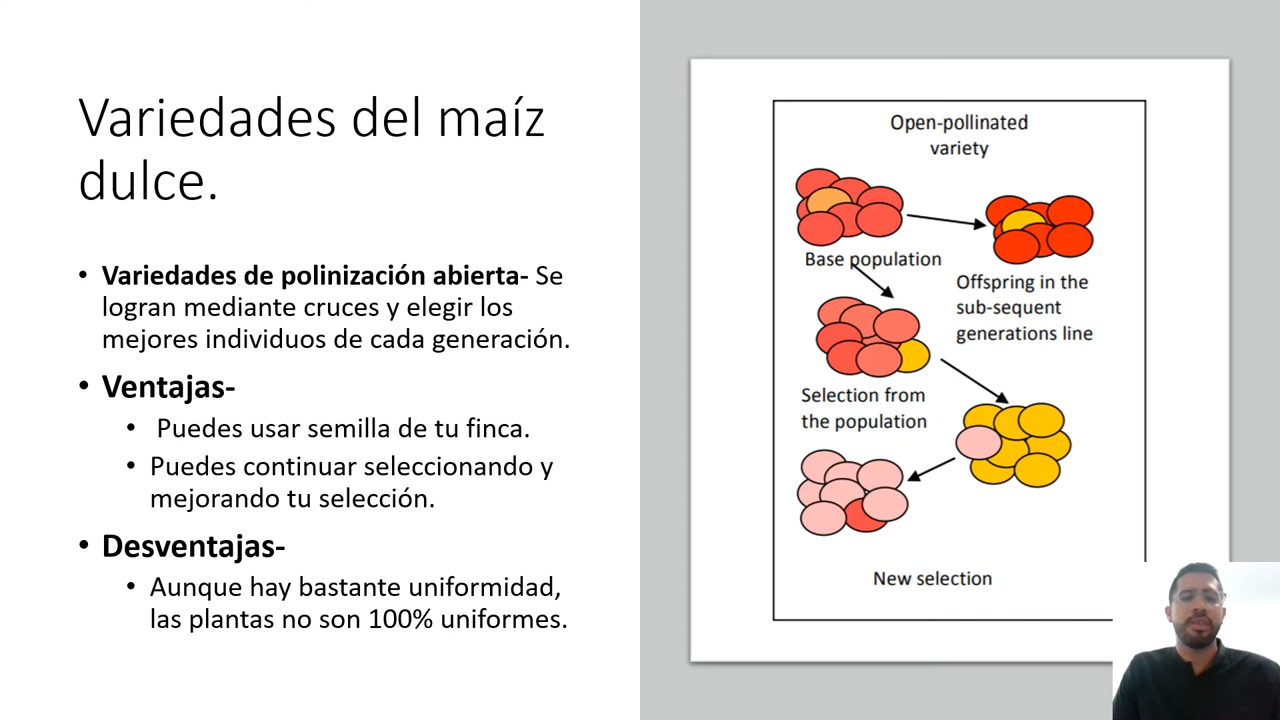 Variedades del maíz
dulce.
• Variedades de polinización abierta- Se
logran mediante cruces y elegir los
mejores individuos de cada generación.
• Ventajas-
• Puedes usar semilla de tu finca.
• Puedes continuar seleccionando y
mejorando tu selección.
• Desventajas-
• Aunque hay bastante uniformidad,
las plantas no son 100% uniformes.
Open-pollinated
variety
Base population
Offspring in the
sub-sequent
generations line
Selection from
the population
New selection